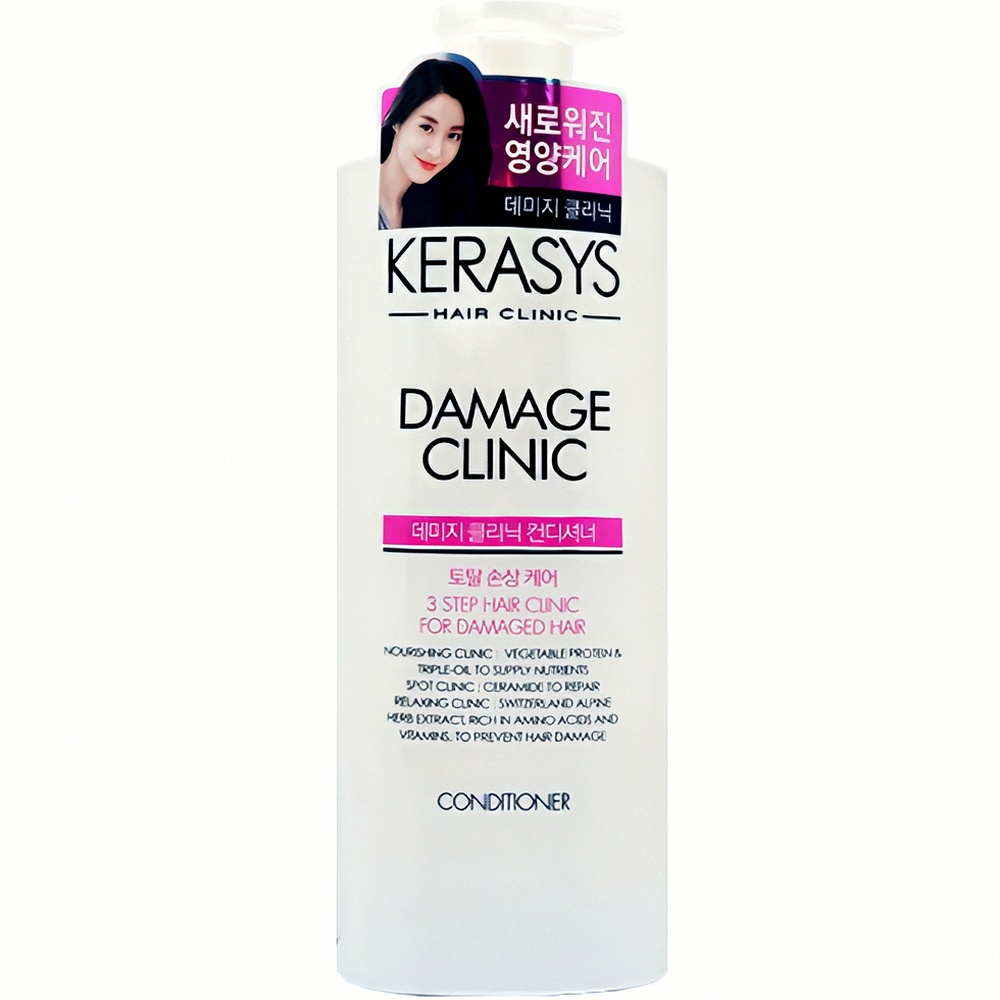 새로워진
영양케어
데미지 클리닉
KERASYS
HAIR CLINIC
DAMAGE
CLINIC
데미지 클리닉 컨디셔너
토탈 손상 케어
3 STEP HAIR CLINIC
FOR DAMAGED HAIR
NOURISHING CLINIC | VEGETABLE PROTEIN &
TRIPLE-OIL TO SUPPLY NUTRIENTS
SPOT CLINIC | CERAMIDE TO REPAIR
RELAXING CLINIC | SWITZERLAND ALPINE
HERB EXTRACT, RICH IN AMINO ACIDS AND
VITAMINS, TO PREVENT HAIR DAMAGE
CONDITIONER